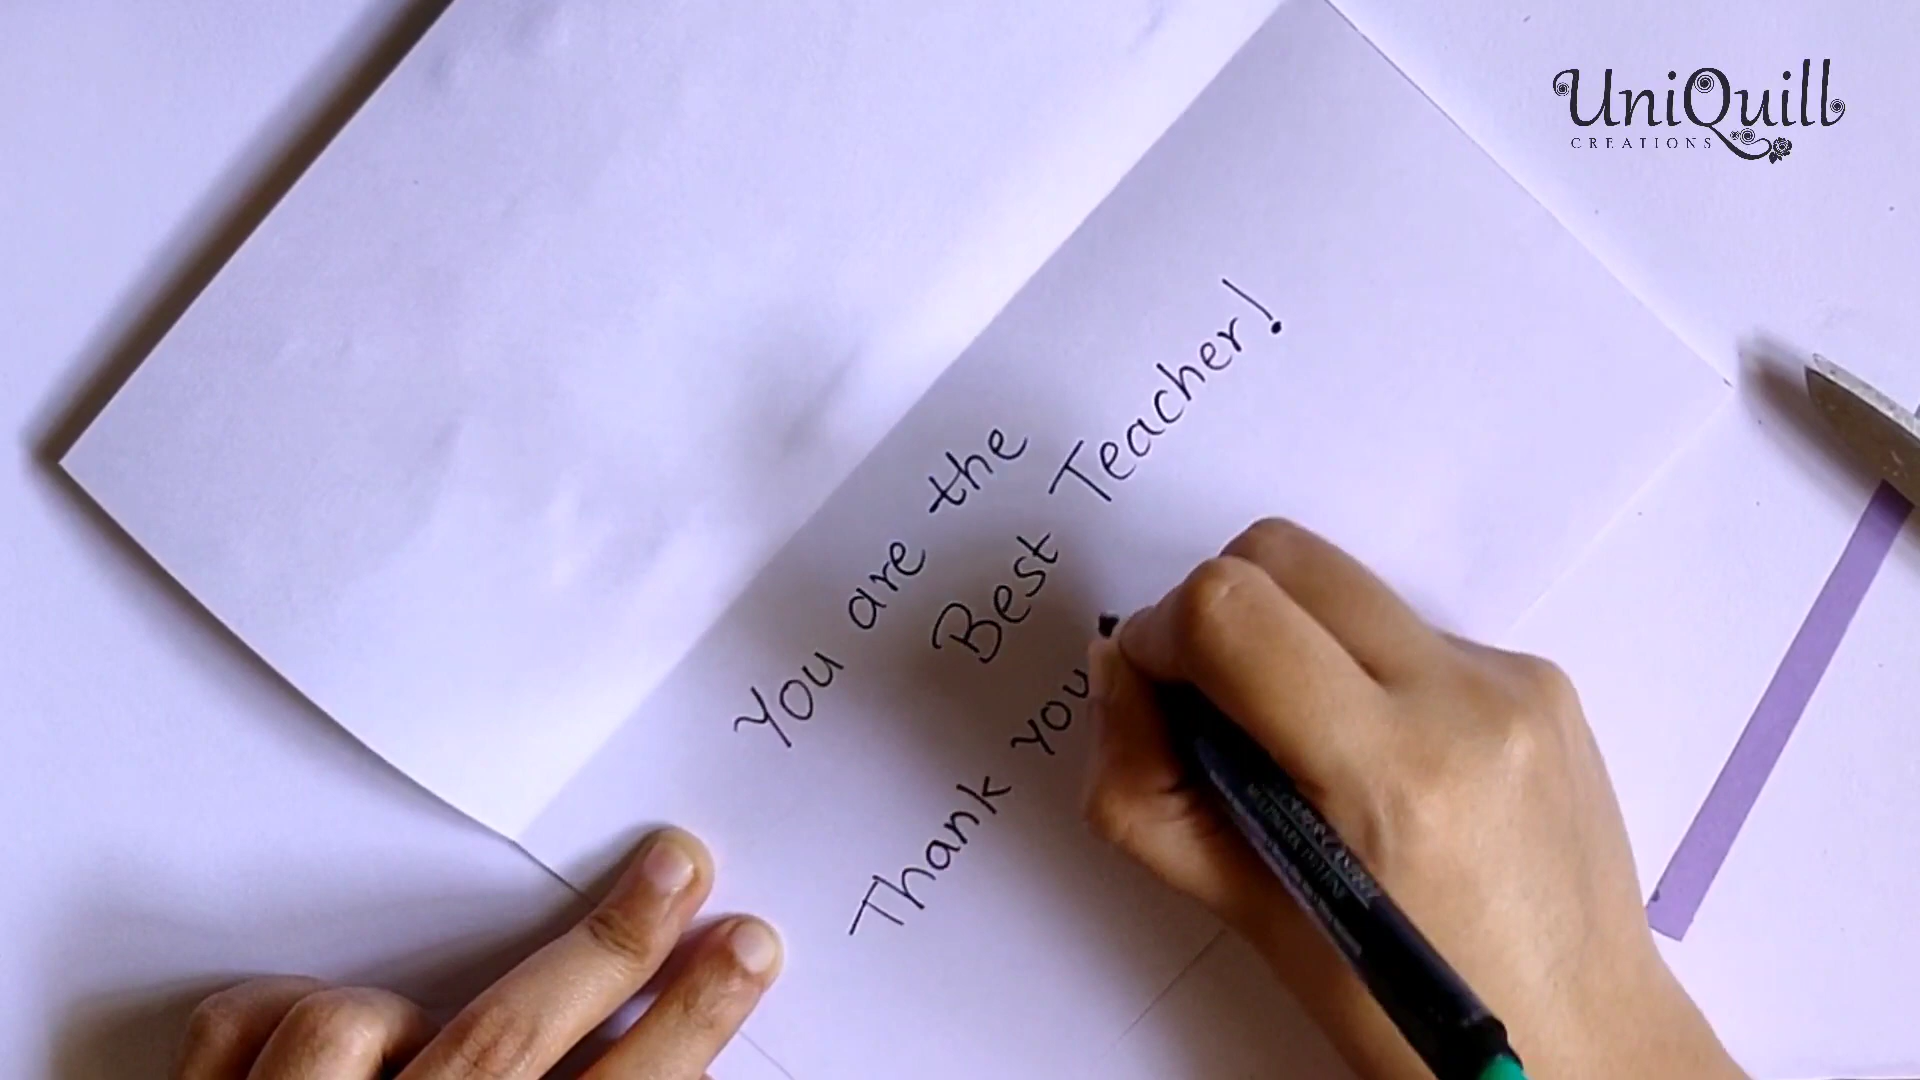 UniQuill
CREATIONS
You are the
Best Teacher!
Thank you